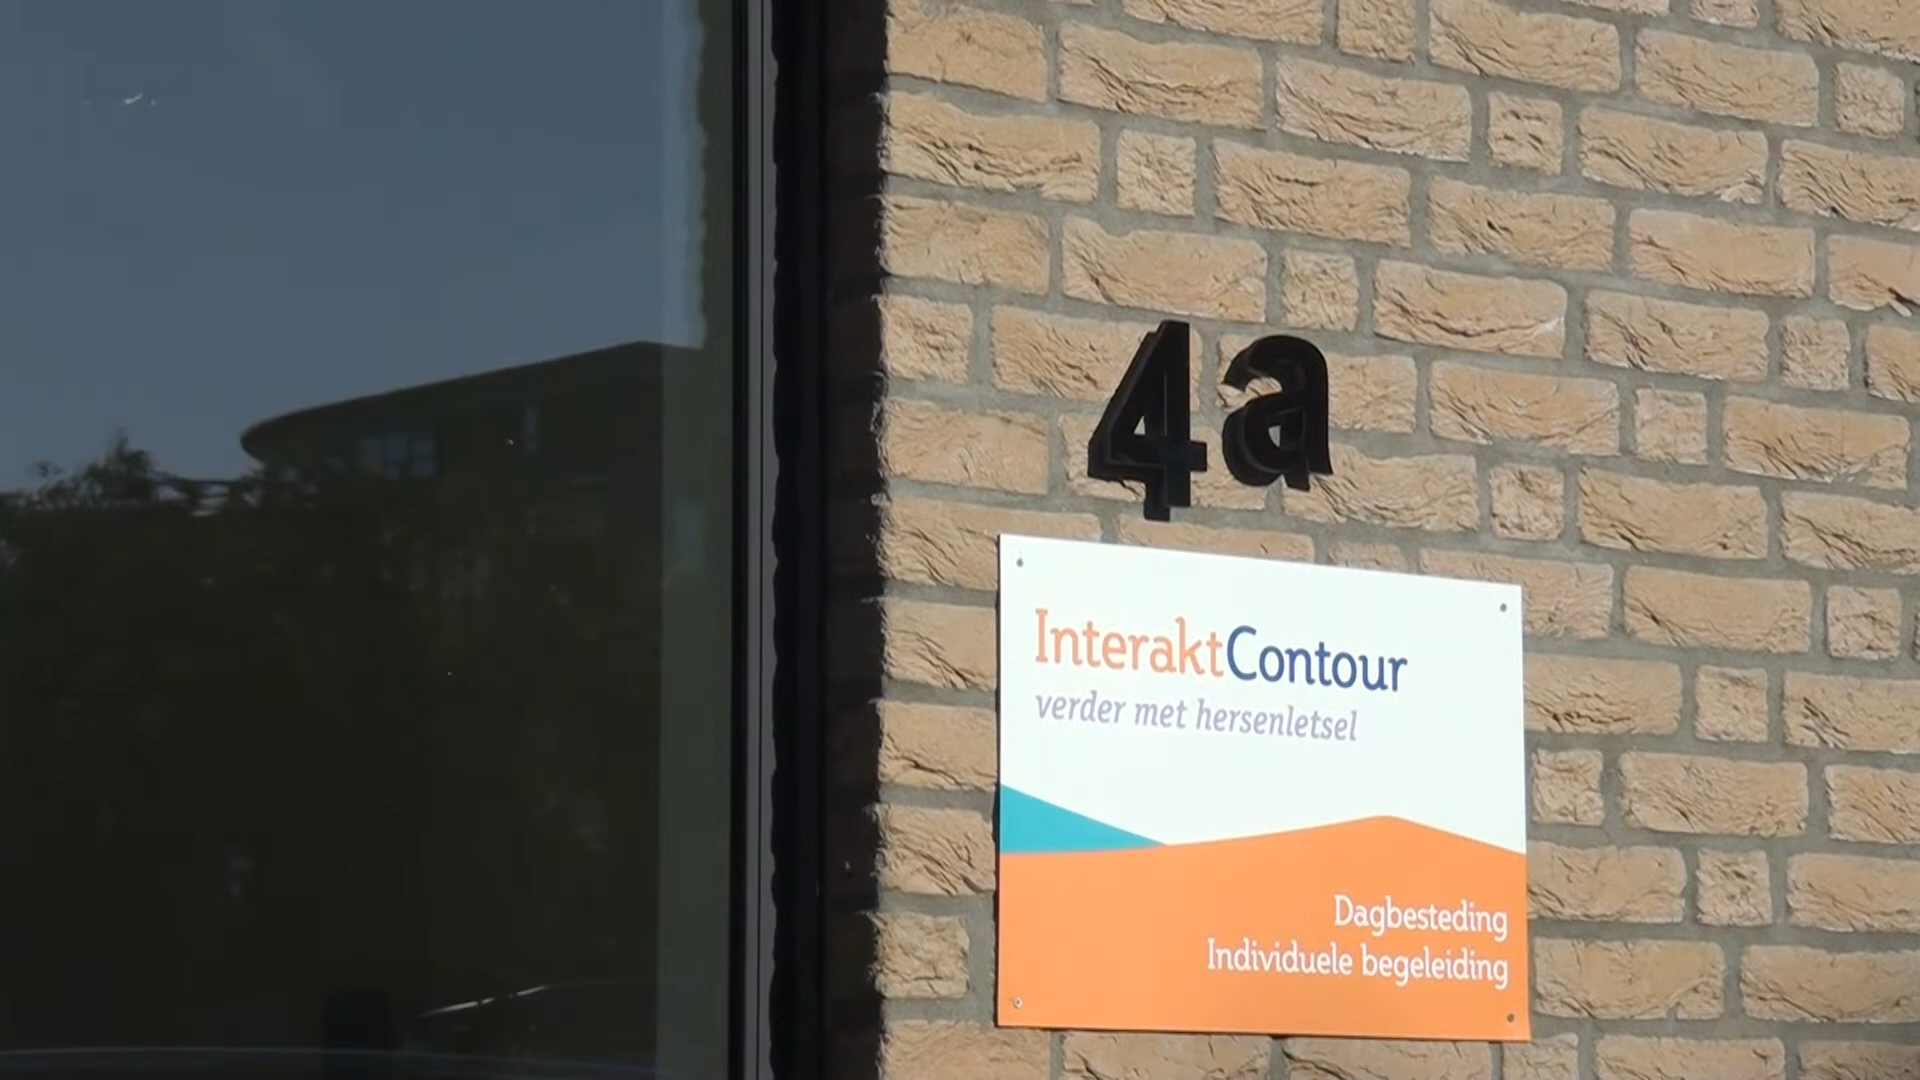 4a
InteraktContour
verder met hersenletsel
Dagbesteding
Individuele begeleiding